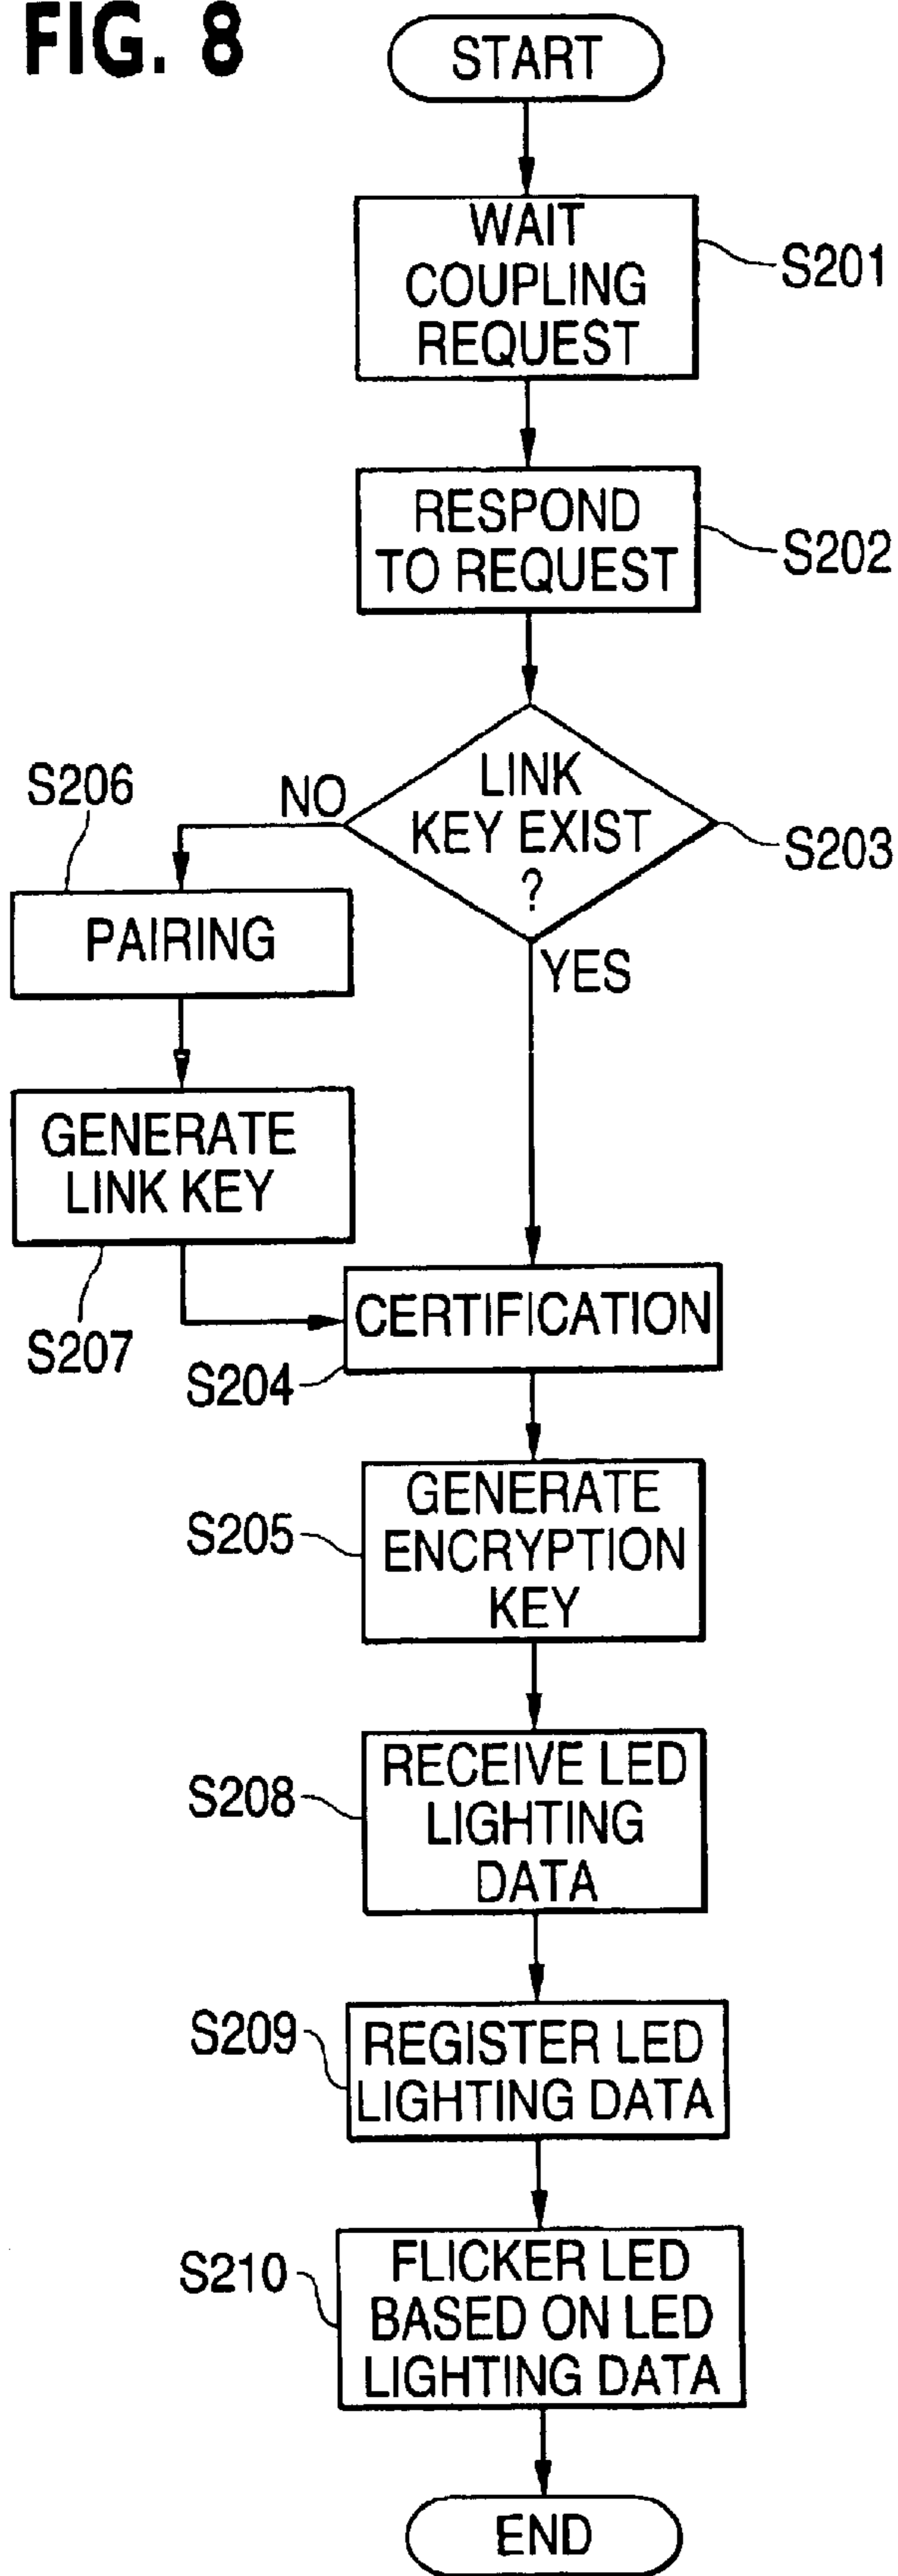 FIG. 8
START
WAIT
COUPLING
REQUEST
S201
RESPOND
TO REQUEST
S202
LINK
KEY EXIST
?
S203
NO
YES
S206
PAIRING
GENERATE
LINK KEY
S207
CERTIFICATION
S204
GENERATE
ENCRYPTION
KEY
S205
RECEIVE LED
LIGHTING
DATA
S208
REGISTER LED
LIGHTING DATA
S209
FLICKER LED
BASED ON LED
LIGHTING DATA
S210
END